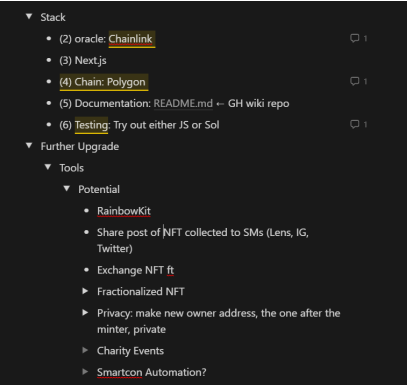 Stack
(2) oracle: Chainlink
1
(3) Next.js
(4) Chain: Polygon
1
(5) Documentation: README.md ← GH wiki repo
(6) Testing: Try out either JS or Sol
1
Further Upgrade
Tools
Potential
RainbowKit
Share post of NFT collected to SMs (Lens, IG,
Twitter)
Exchange NFT ft
Fractionalized NFT
Privacy: make new owner address, the one after the
minter, private
Charity Events
Smartcon Automation?